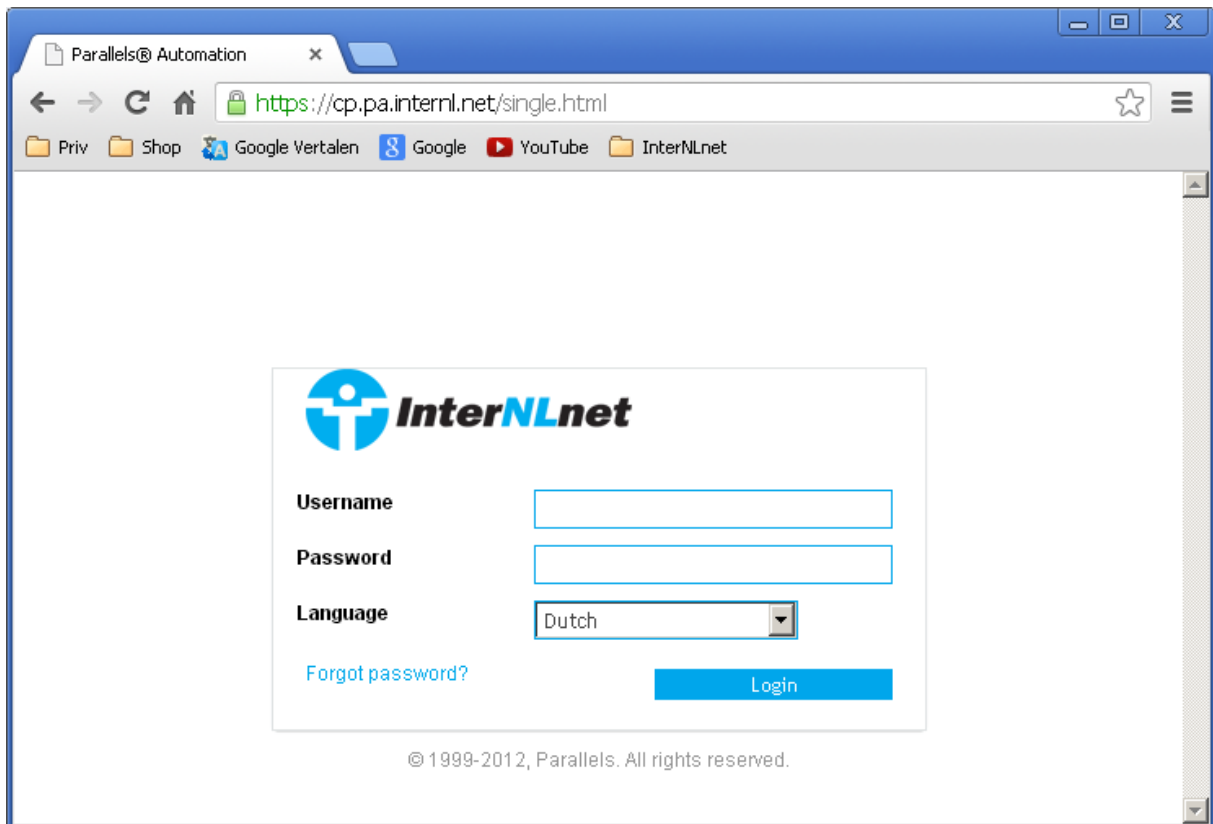 Parallels® Automation
https://cp.pa.internl.net/single.html
Priv Shop Google Vertalen Google YouTube InterNLnet
InterNLnet
Username
Password
Language Dutch
Forgot password? Login
© 1999-2012, Parallels. All rights reserved.